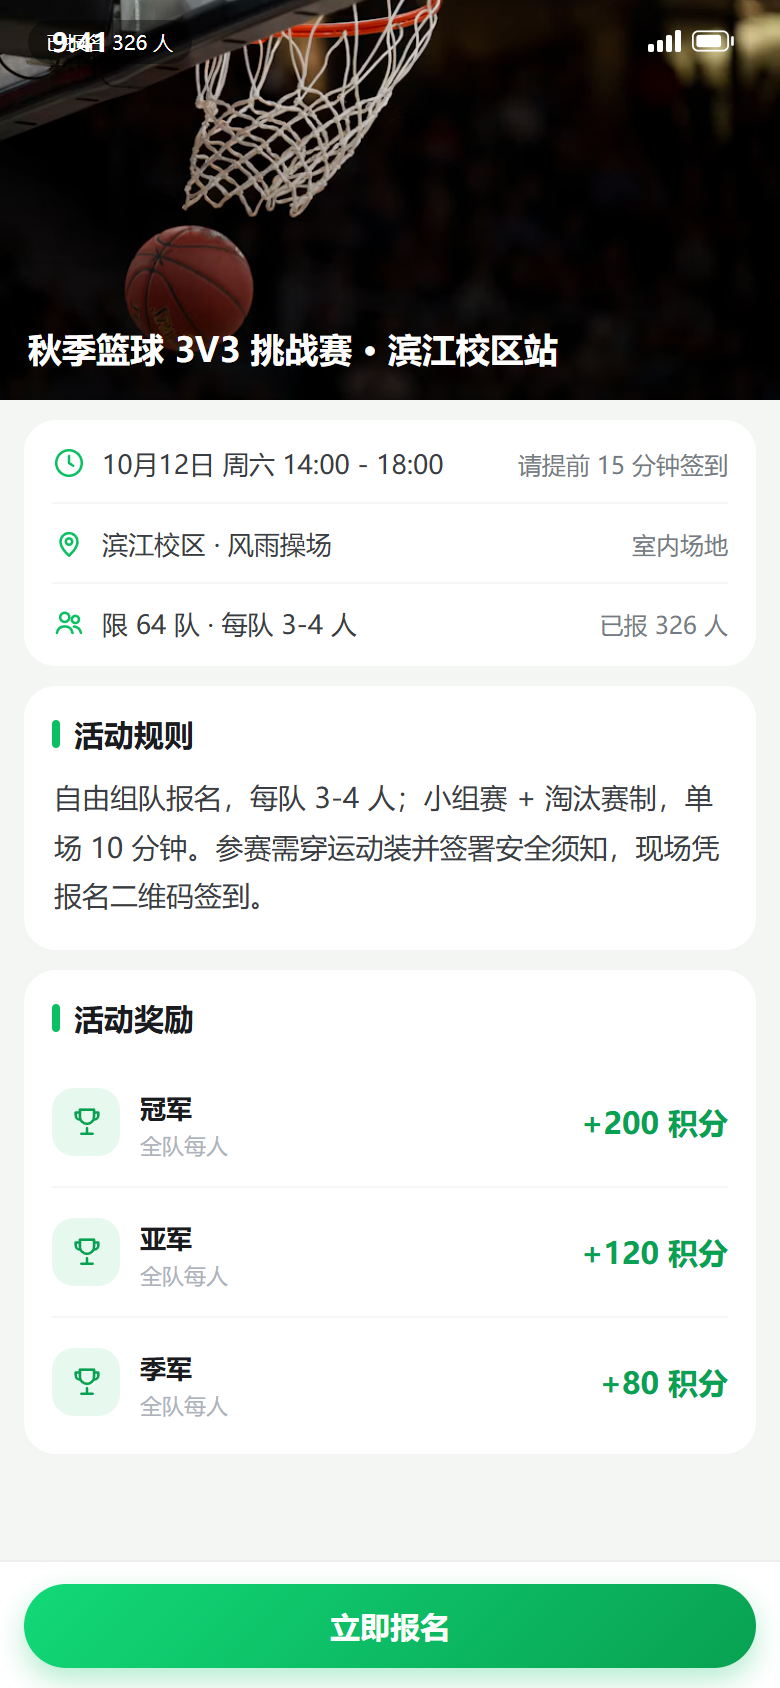 9:41
已报名 326 人
秋季篮球 3V3 挑战赛 · 滨江校区站
10月12日 周六 14:00 - 18:00
请提前 15 分钟签到
滨江校区 · 风雨操场
室内场地
限 64 队 · 每队 3-4 人
已报 326 人
活动规则
自由组队报名，每队 3-4 人；小组赛 + 淘汰赛制，单
场 10 分钟。参赛需穿运动装并签署安全须知，现场凭
报名二维码签到。
活动奖励
冠军
全队每人
+200 积分
亚军
全队每人
+120 积分
季军
全队每人
+80 积分
立即报名